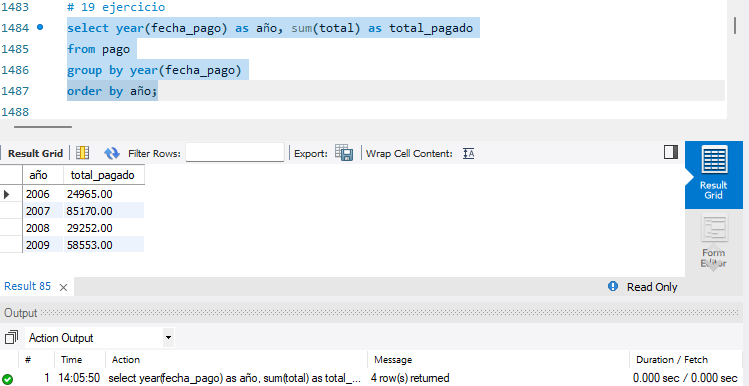 1483 # 19 ejercicio
1484 select year(fecha_pago) as año, sum(total) as total_pagado
1485 from pago
1486 group by year(fecha_pago)
1487 order by año;
1488
Result Grid Filter Rows: Export: Wrap Cell Content:
año total_pagado
2006 24965.00
2007 85170.00
2008 29252.00
2009 58553.00
Result Grid
Form Editor
Result 85 Read Only
Output
Action Output
# Time Action Message Duration / Fetch
1 14:05:50 select year(fecha_pago) as año, sum(total) as total_... 4 row(s) returned 0.000 sec / 0.000 sec